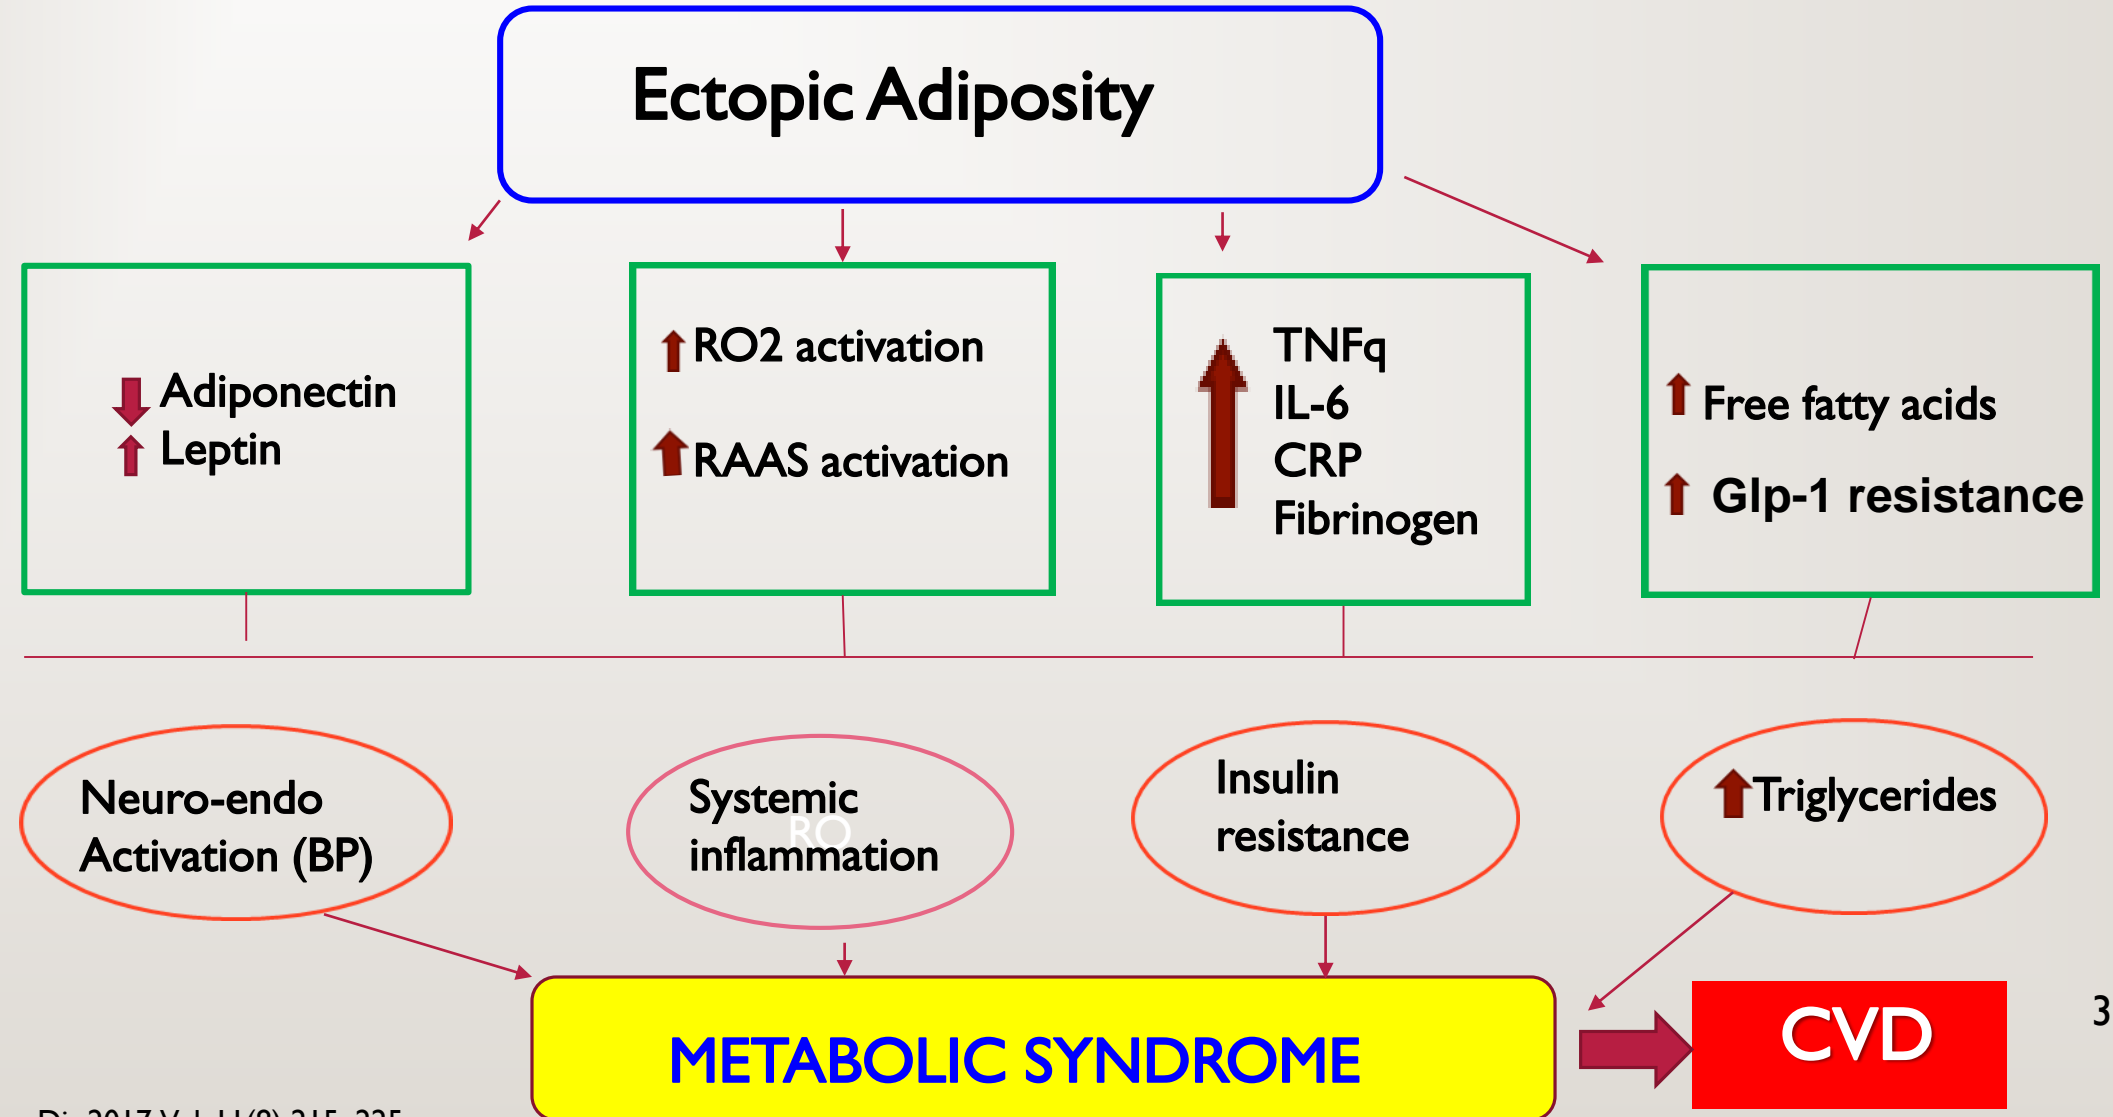 Ectopic Adiposity
Adiponectin
Leptin
RO2 activation
RAAS activation
TNFq
IL-6
CRP
Fibrinogen
Free fatty acids
Glp-1 resistance
Neuro-endo
Activation (BP)
Systemic
RO
inflammation
Insulin
resistance
Triglycerides
METABOLIC SYNDROME
CVD
3